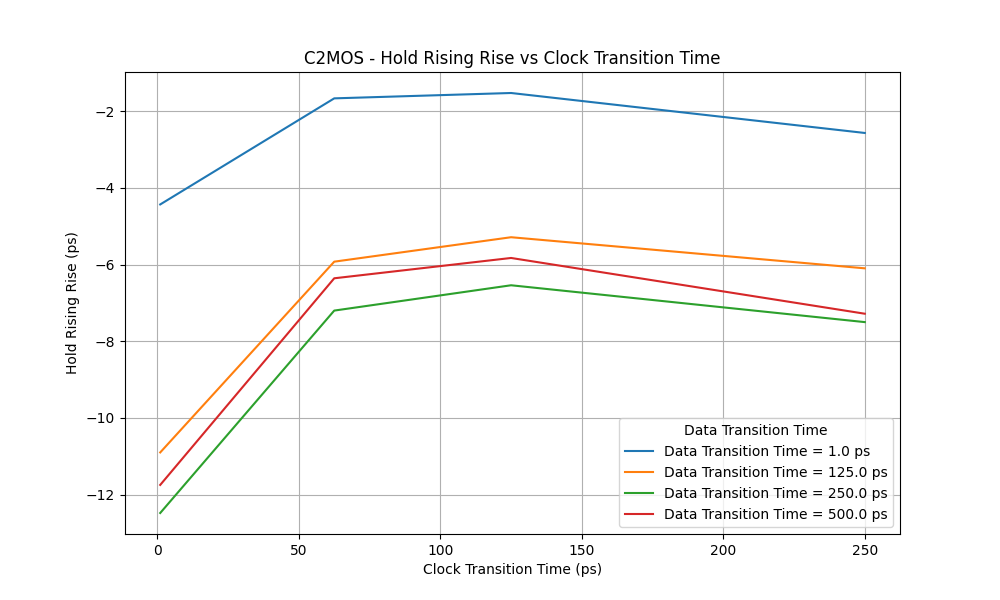 C2MOS - Hold Rising Rise vs Clock Transition Time
Hold Rising Rise (ps)
−2
−4
−6
−8
−10
−12
Data Transition Time
Data Transition Time = 1.0 ps
Data Transition Time = 125.0 ps
Data Transition Time = 250.0 ps
Data Transition Time = 500.0 ps
0 50 100 150 200 250
Clock Transition Time (ps)